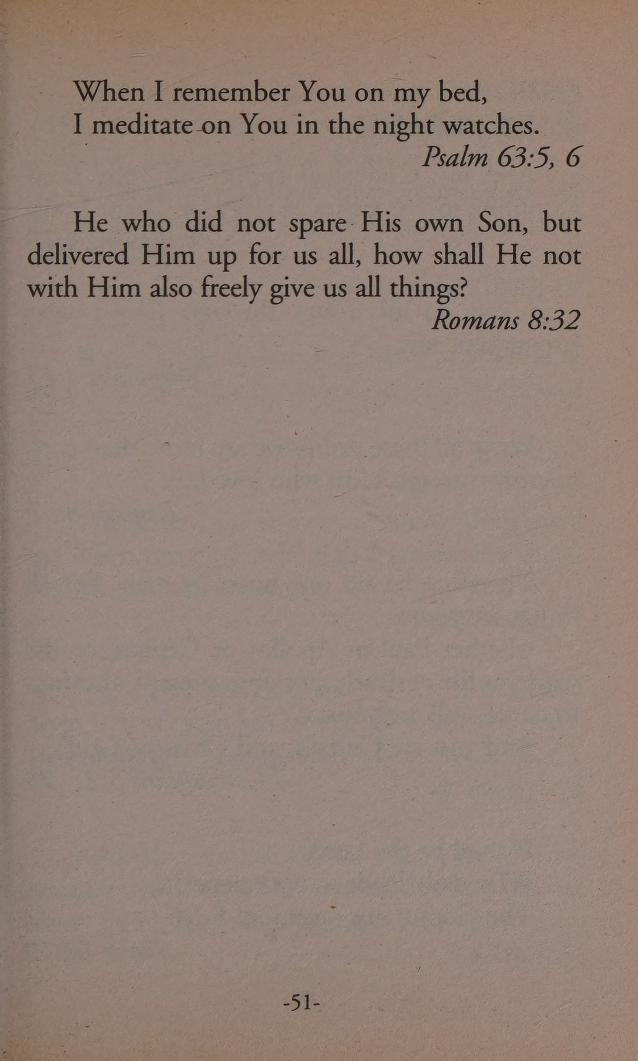 When I remember You on my bed,
I meditate on You in the night watches.
Psalm 63:5, 6
He who did not spare His own Son, but
delivered Him up for us all, how shall He not
with Him also freely give us all things?
Romans 8:32
-51-